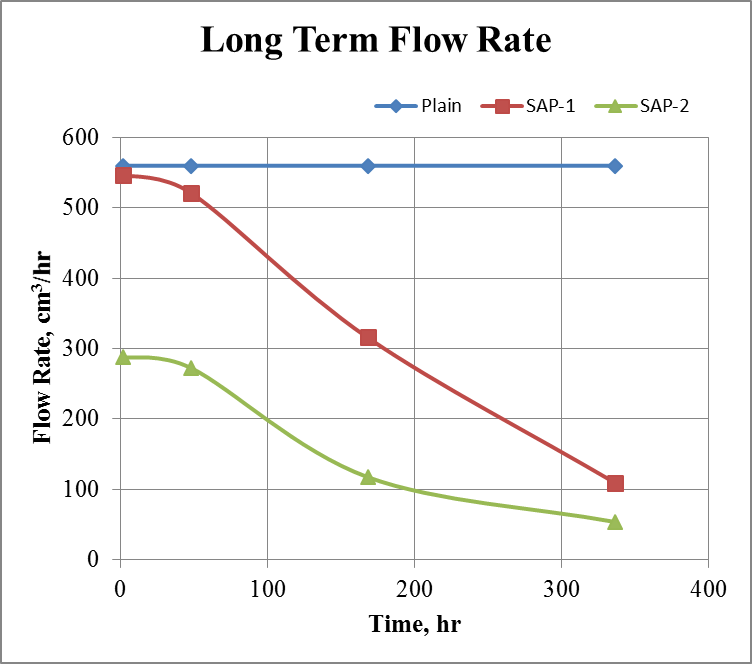 Long Term Flow Rate
Plain SAP-1 SAP-2
600
500
400
300
200
100
0
Flow Rate, cm³/hr
0 100 200 300 400
Time, hr